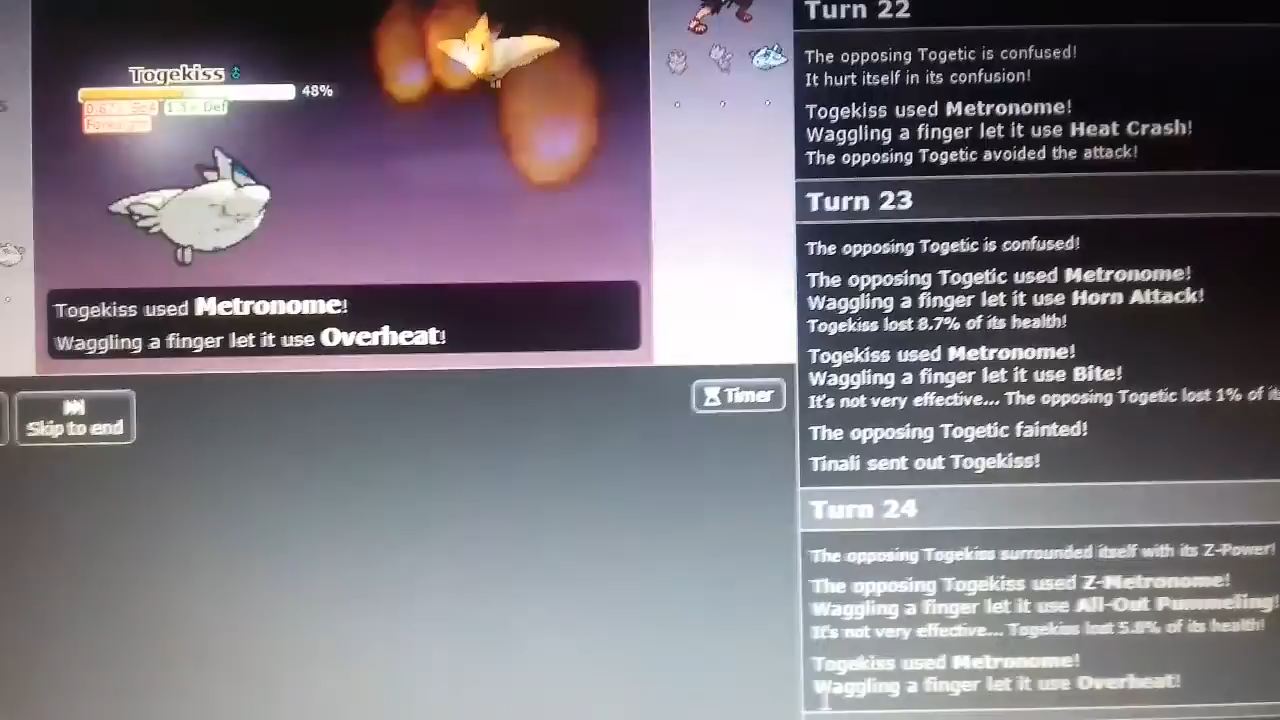 Togekiss ♂
48%
1.5× Def
Togekiss used Metronome!
Waggling a finger let it use Overheat!
Skip to end
Timer
Turn 22
The opposing Togetic is confused!
It hurt itself in its confusion!
Togekiss used Metronome!
Waggling a finger let it use Heat Crash!
The opposing Togetic avoided the attack!
Turn 23
The opposing Togetic is confused!
The opposing Togetic used Metronome!
Waggling a finger let it use Horn Attack!
Togekiss lost 8.7% of its health!
Togekiss used Metronome!
Waggling a finger let it use Bite!
It's not very effective... The opposing Togetic lost 1% of its
The opposing Togetic fainted!
Tinali sent out Togekiss!
Turn 24
The opposing Togekiss surrounded itself with its Z-Power!
The opposing Togekiss used Z-Metronome!
Waggling a finger let it use All-Out Pummeling!
It's not very effective... Togekiss lost 5.8% of its health!
Togekiss used Metronome!
Waggling a finger let it use Overheat!